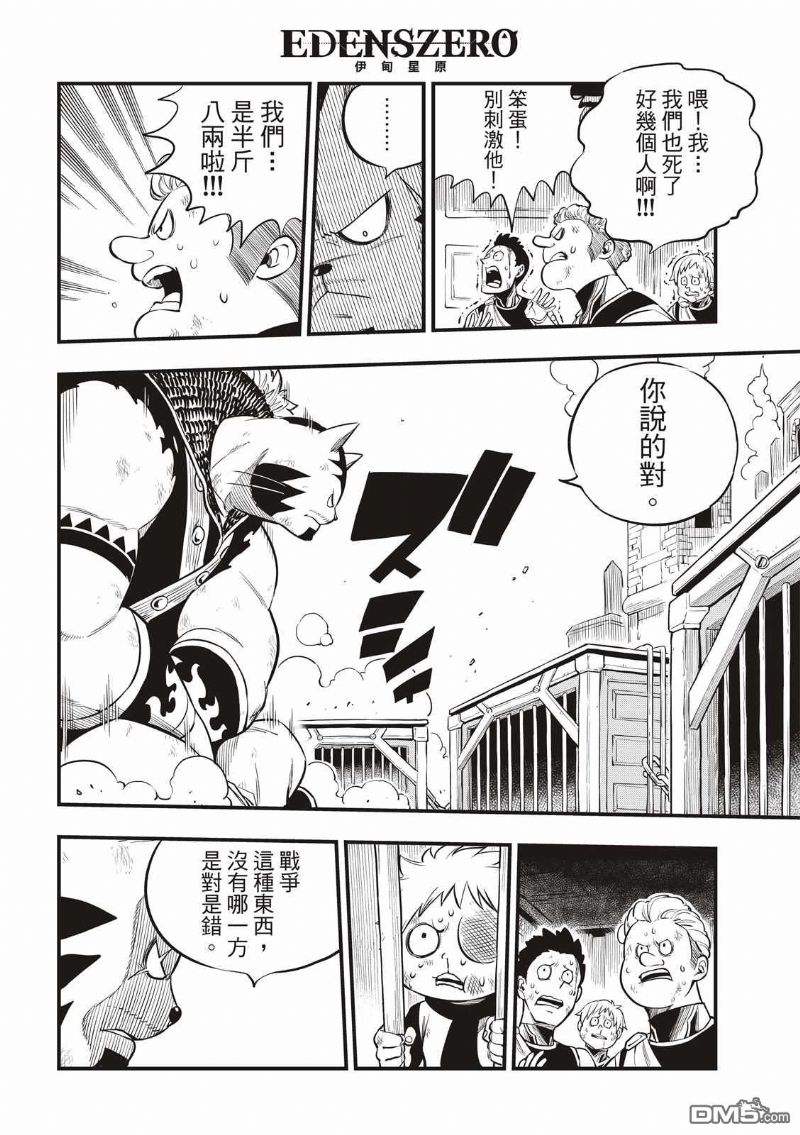 EDENSZERO
伊甸星原
喂！我…
我們也死了
好幾個人啊!!!
笨蛋！
別刺激他！
………
我們…
是半斤
八兩啦!!!
你說的對。
ズッ
戰爭
這種東西，
沒有哪一方
是對是錯。
DM5.com